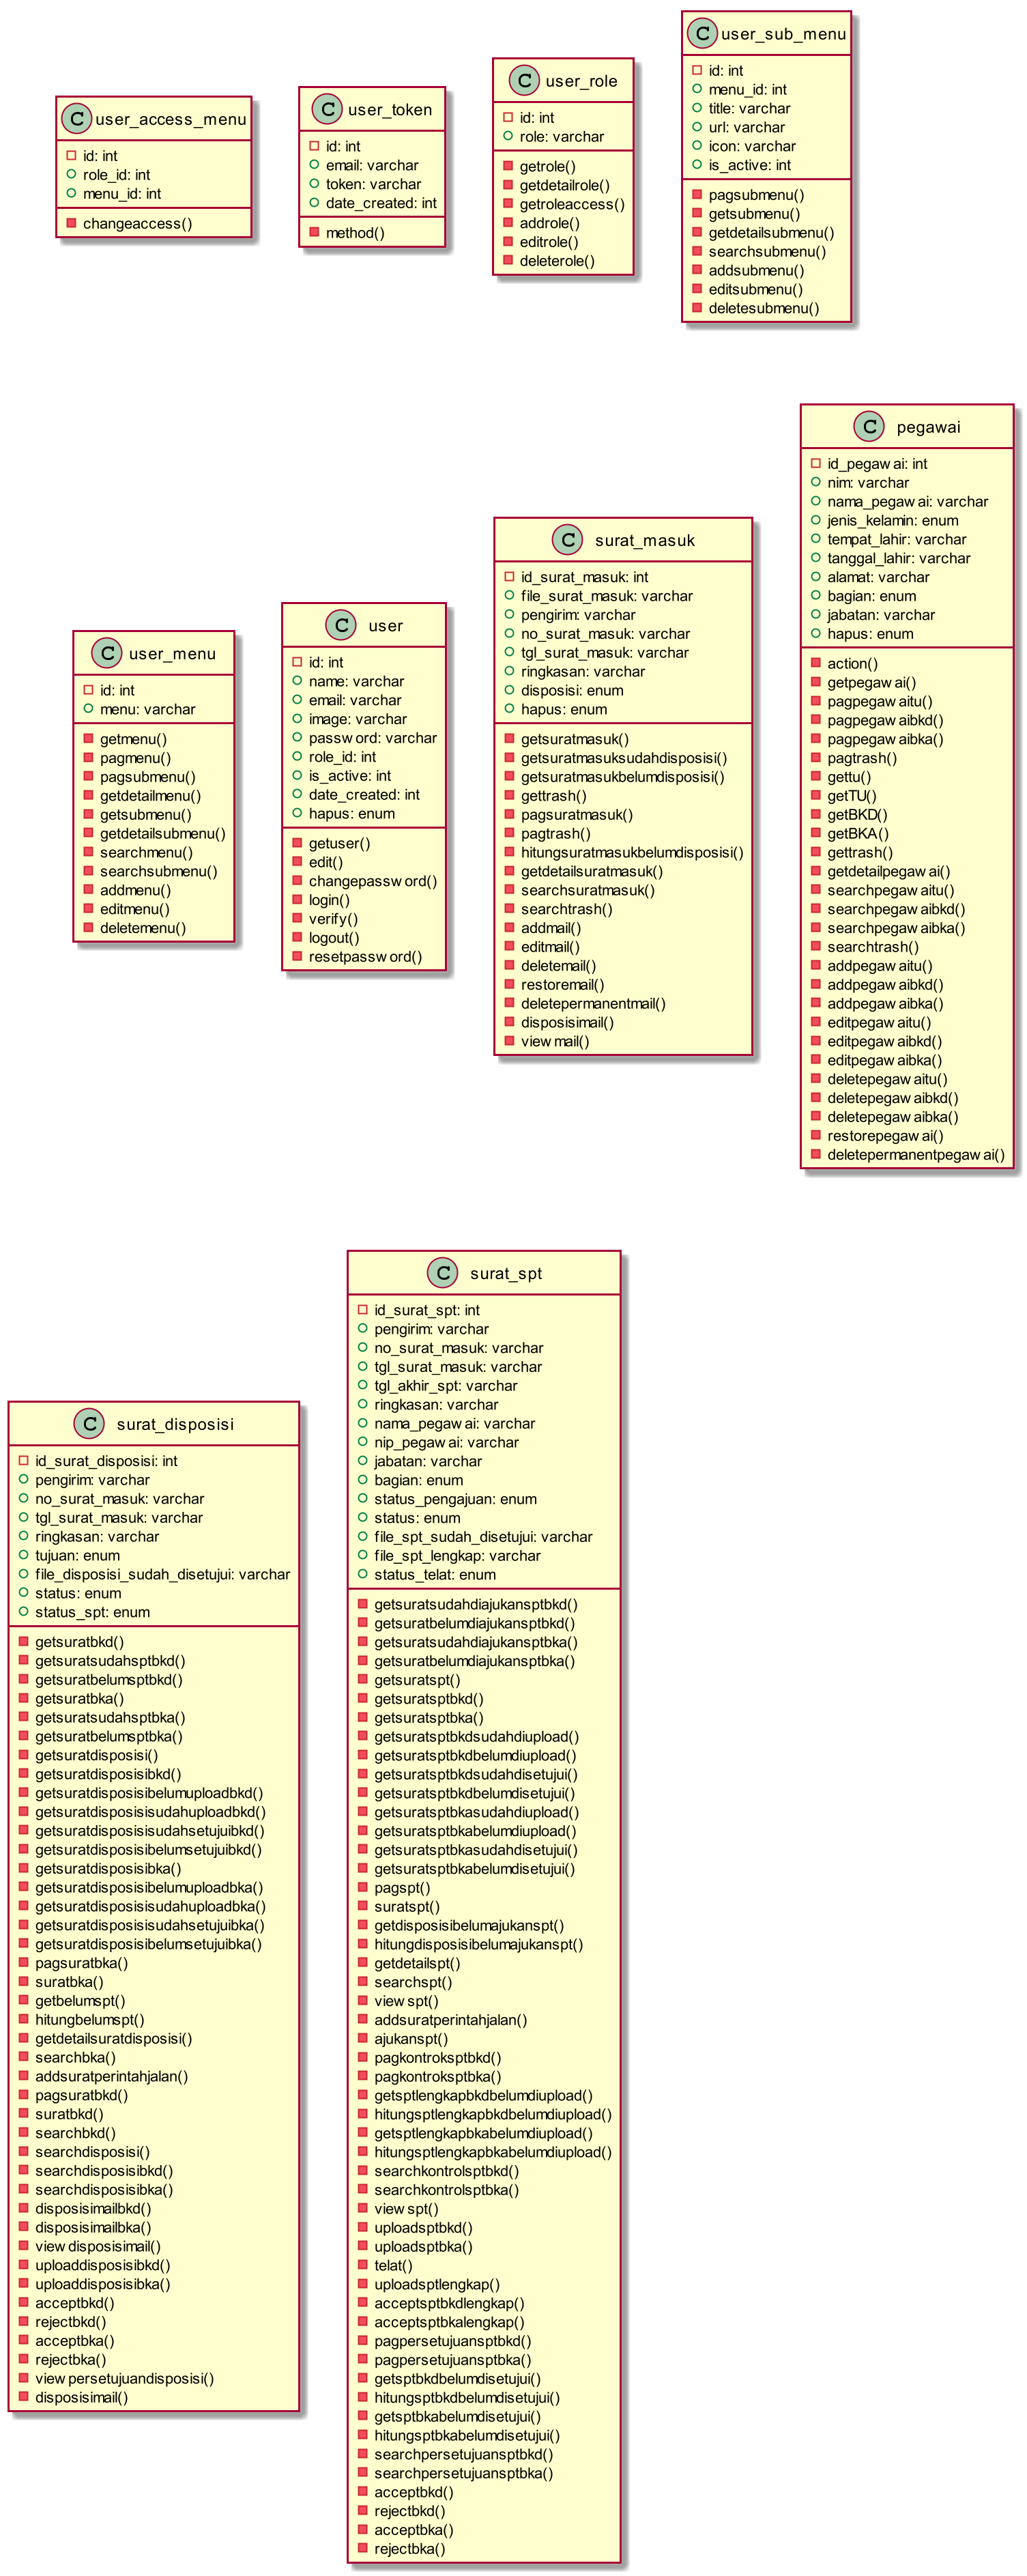 C user_access_menu
id: int
role_id: int
menu_id: int
changeaccess()
C user_token
id: int
email: varchar
token: varchar
date_created: int
method()
C user_role
id: int
role: varchar
getrole()
getdetailrole()
getroleaccess()
addrole()
editrole()
deleterole()
C user_sub_menu
id: int
menu_id: int
title: varchar
url: varchar
icon: varchar
is_active: int
pagsubmenu()
getsubmenu()
getdetailsubmenu()
searchsubmenu()
addsubmenu()
editsubmenu()
deletesubmenu()
C user_menu
id: int
menu: varchar
getmenu()
pagmenu()
pagsubmenu()
getdetailmenu()
getsubmenu()
getdetailsubmenu()
searchmenu()
searchsubmenu()
addmenu()
editmenu()
deletemenu()
C user
id: int
name: varchar
email: varchar
image: varchar
password: varchar
role_id: int
is_active: int
date_created: int
hapus: enum
getuser()
edit()
changepassword()
login()
verify()
logout()
resetpassword()
C surat_masuk
id_surat_masuk: int
file_surat_masuk: varchar
pengirim: varchar
no_surat_masuk: varchar
tgl_surat_masuk: varchar
ringkasan: varchar
disposisi: enum
hapus: enum
getsuratmasuk()
getsuratmasuksudahdisposisi()
getsuratmasukbelumdisposisi()
gettrash()
pagsuratmasuk()
pagtrash()
hitungsuratmasukbelumdisposisi()
getdetailsuratmasuk()
searchsuratmasuk()
searchtrash()
addmail()
editmail()
deletemail()
restoremail()
deletepermanentmail()
disposisimail()
viewmail()
C pegawai
id_pegawai: int
nim: varchar
nama_pegawai: varchar
jenis_kelamin: enum
tempat_lahir: varchar
tanggal_lahir: varchar
alamat: varchar
bagian: enum
jabatan: varchar
hapus: enum
action()
getpegawai()
pagpegawaitu()
pagpegawaibkd()
pagpegawaibka()
pagtrash()
gettu()
getTU()
getBKD()
getBKA()
gettrash()
getdetailpegawai()
searchpegawaitu()
searchpegawaibkd()
searchpegawaibka()
searchtrash()
addpegawaitu()
addpegawaibkd()
addpegawaibka()
editpegawaitu()
editpegawaibkd()
editpegawaibka()
deletepegawaitu()
deletepegawaibkd()
deletepegawaibka()
restorepegawai()
deletepermanentpegawai()
C surat_disposisi
id_surat_disposisi: int
pengirim: varchar
no_surat_masuk: varchar
tgl_surat_masuk: varchar
ringkasan: varchar
tujuan: enum
file_disposisi_sudah_disetujui: varchar
status: enum
status_spt: enum
getsuratbkd()
getsuratsudahsptbkd()
getsuratbelumsptbkd()
getsuratbka()
getsuratsudahsptbka()
getsuratbelumsptbka()
getsuratdisposisi()
getsuratdisposisibkd()
getsuratdisposisibelumuploadbkd()
getsuratdisposisisudahuploadbkd()
getsuratdisposisisudahsetujuibkd()
getsuratdisposisibelumsetujuibkd()
getsuratdisposisibka()
getsuratdisposisibelumuploadbka()
getsuratdisposisisudahuploadbka()
getsuratdisposisisudahsetujuibka()
getsuratdisposisibelumsetujuibka()
pagsuratbka()
suratbka()
getbelumspt()
hitungbelumspt()
getdetailsuratdisposisi()
searchbka()
addsuratperintahjalan()
pagsuratbkd()
suratbkd()
searchbkd()
searchdisposisi()
searchdisposisibkd()
searchdisposisibka()
disposisimailbkd()
disposisimailbka()
viewdisposisimail()
uploaddisposisibkd()
uploaddisposisibka()
acceptbkd()
rejectbkd()
acceptbka()
rejectbka()
viewpersetujuandisposisi()
disposisimail()
C surat_spt
id_surat_spt: int
pengirim: varchar
no_surat_masuk: varchar
tgl_surat_masuk: varchar
tgl_akhir_spt: varchar
ringkasan: varchar
nama_pegawai: varchar
nip_pegawai: varchar
jabatan: varchar
bagian: enum
status_pengajuan: enum
status: enum
file_spt_sudah_disetujui: varchar
file_spt_lengkap: varchar
status_telat: enum
getsuratsudahdiajukansptbkd()
getsuratbelumdiajukansptbkd()
getsuratsudahdiajukansptbka()
getsuratbelumdiajukansptbka()
getsuratspt()
getsuratsptbkd()
getsuratsptbka()
getsuratsptbkdsudahdiupload()
getsuratsptbkdbelumdiupload()
getsuratsptbkdsudahdisetujui()
getsuratsptbkdbelumdisetujui()
getsuratsptbkasudahdiupload()
getsuratsptbkabelumdiupload()
getsuratsptbkasudahdisetujui()
getsuratsptbkabelumdisetujui()
pagspt()
suratspt()
getdisposisibelumajukanspt()
hitungdisposisibelumajukanspt()
getdetailspt()
searchspt()
viewspt()
addsuratperintahjalan()
ajukanspt()
pagkontroksptbkd()
pagkontroksptbka()
getsptlengkapbkdbelumdiupload()
hitungsptlengkapbkdbelumdiupload()
getsptlengkapbkabelumdiupload()
hitungsptlengkapbkabelumdiupload()
searchkontrolsptbkd()
searchkontrolsptbka()
viewspt()
uploadsptbkd()
uploadsptbka()
telat()
uploadsptlengkap()
acceptsptbkdlengkap()
acceptsptbkalengkap()
pagpersetujuansptbkd()
pagpersetujuansptbka()
getsptbkdbelumdisetujui()
hitungsptbkdbelumdisetujui()
getsptbkabelumdisetujui()
hitungsptbkabelumdisetujui()
searchpersetujuansptbkd()
searchpersetujuansptbka()
acceptbkd()
rejectbkd()
acceptbka()
rejectbka()